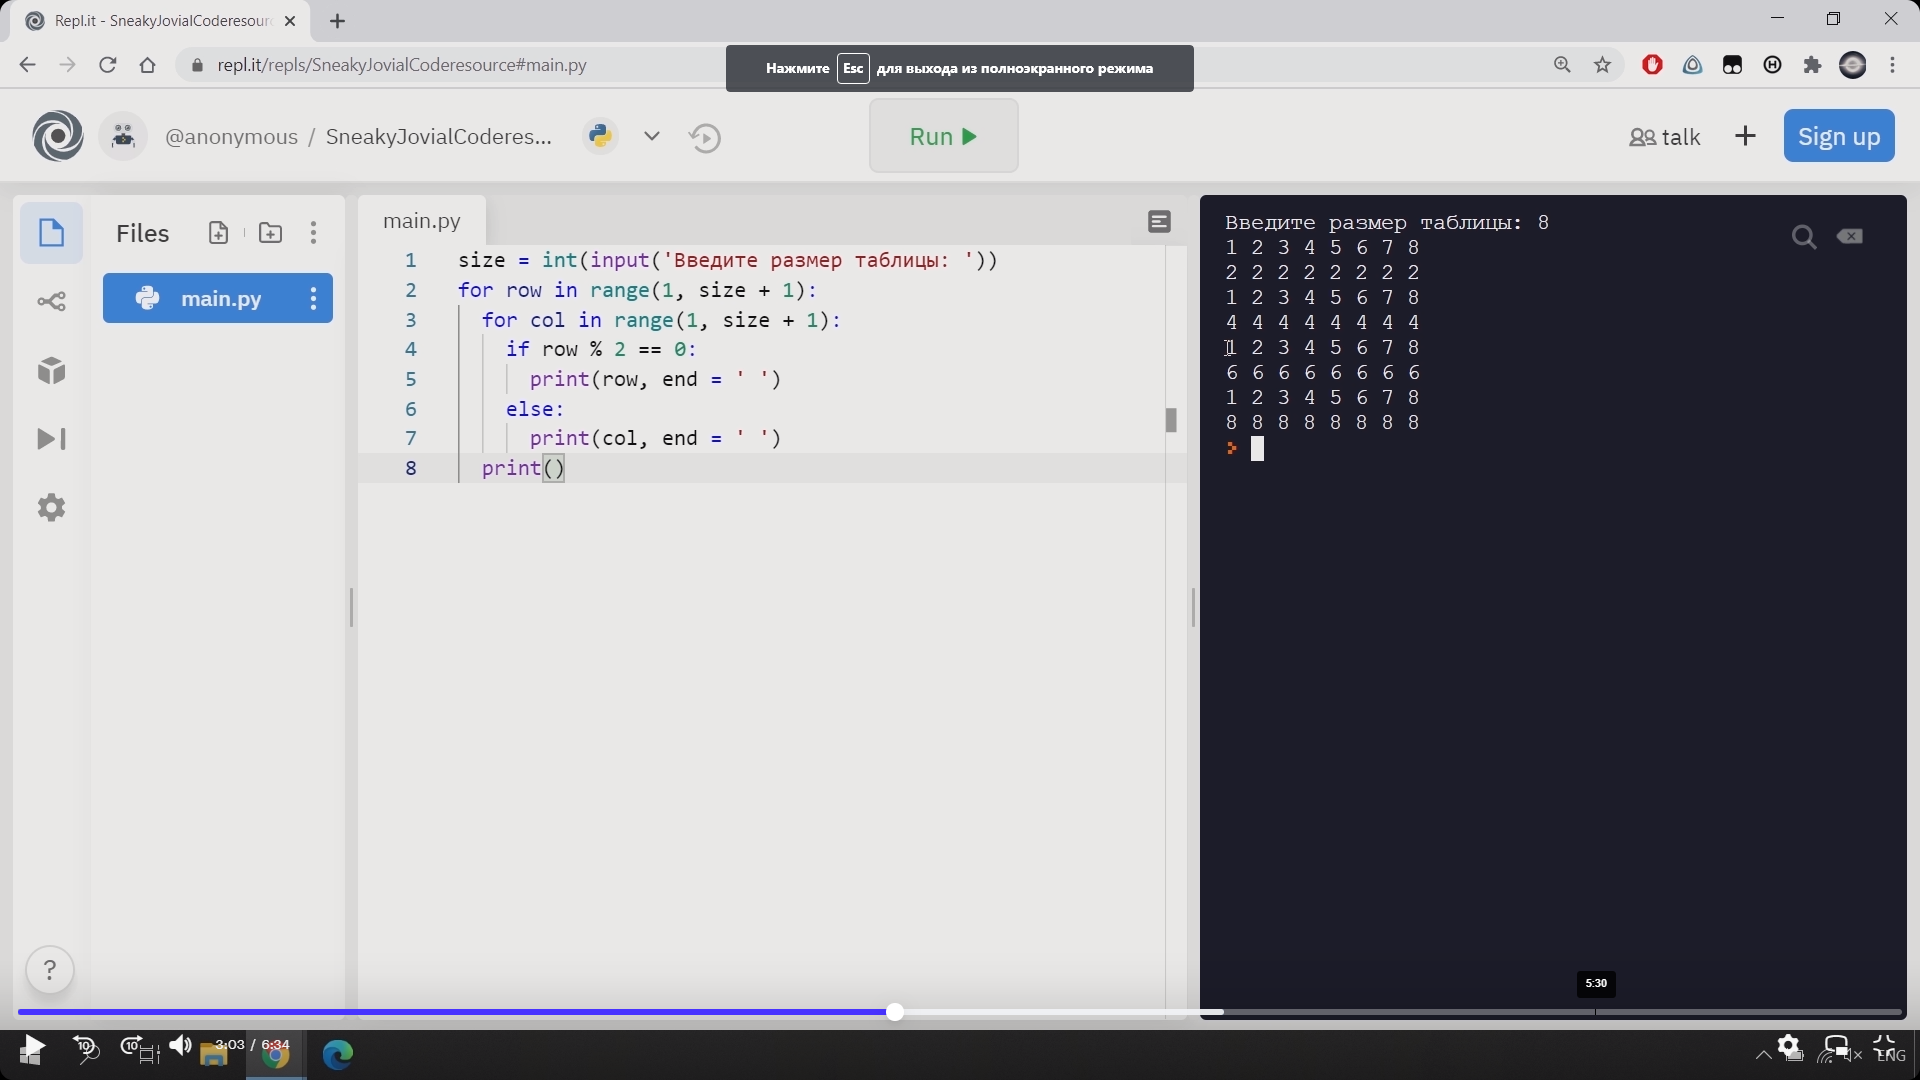 Repl.it - SneakyJovialCoderesour
repl.it/repls/SneakyJovialCoderesource#main.py
Нажмите Esc для выхода из полноэкранного режима
@anonymous / SneakyJovialCoderes...
Run
talk
Sign up
Files
main.py
main.py
1 size = int(input('Введите размер таблицы: '))
2 for row in range(1, size + 1):
3 for col in range(1, size + 1):
4 if row % 2 == 0:
5 print(row, end = ' ')
6 else:
7 print(col, end = ' ')
8 print()
Введите размер таблицы: 8
1 2 3 4 5 6 7 8
2 2 2 2 2 2 2 2
1 2 3 4 5 6 7 8
4 4 4 4 4 4 4 4
1 2 3 4 5 6 7 8
6 6 6 6 6 6 6 6
1 2 3 4 5 6 7 8
8 8 8 8 8 8 8 8
?
5:30
10
10
3:03 / 6:34
ENG